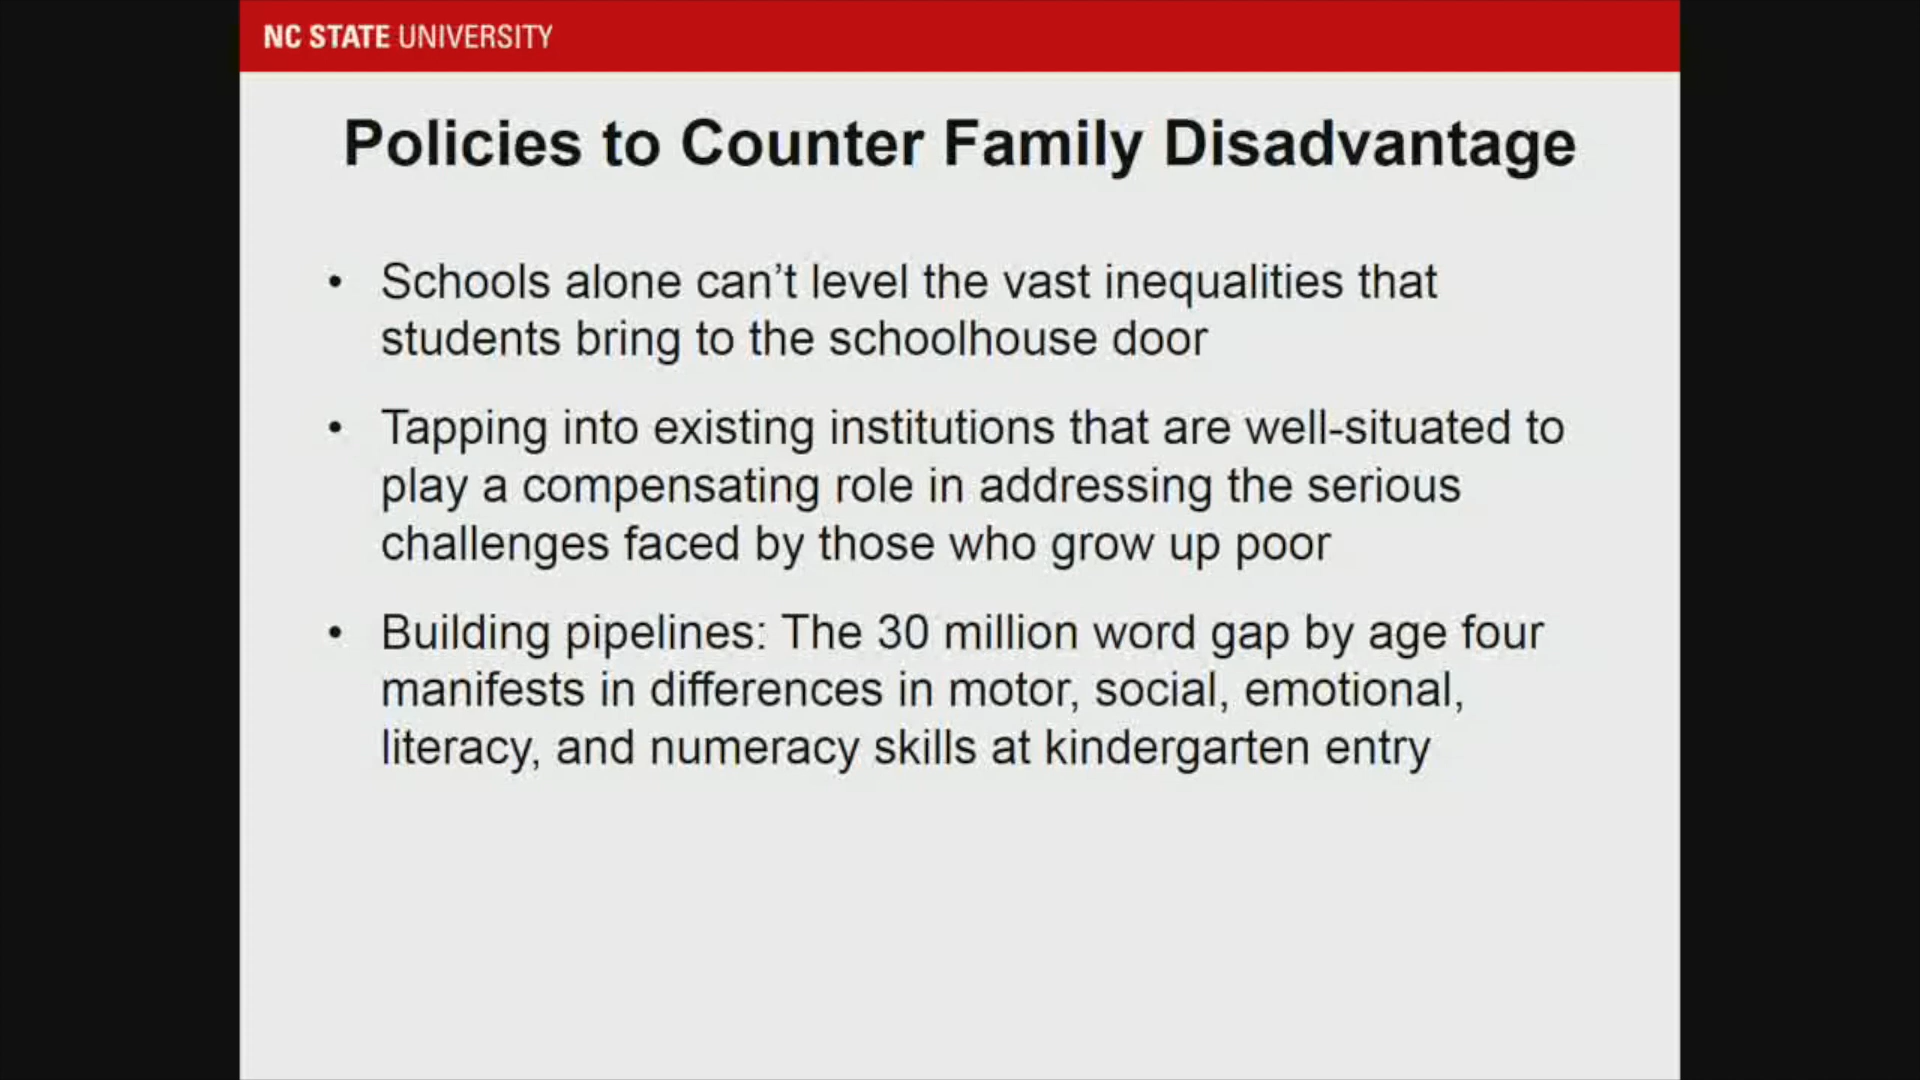 NC STATE UNIVERSITY
Policies to Counter Family Disadvantage
• Schools alone can’t level the vast inequalities that
students bring to the schoolhouse door
• Tapping into existing institutions that are well-situated to
play a compensating role in addressing the serious
challenges faced by those who grow up poor
• Building pipelines: The 30 million word gap by age four
manifests in differences in motor, social, emotional,
literacy, and numeracy skills at kindergarten entry